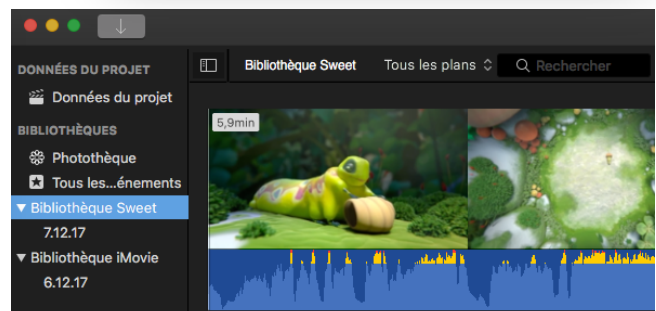 DONNÉES DU PROJET
Données du projet
BIBLIOTHÈQUES
Photothèque
Tous les...énements
Bibliothèque Sweet
7.12.17
Bibliothèque iMovie
6.12.17
Bibliothèque Sweet Tous les plans Rechercher
5,9min